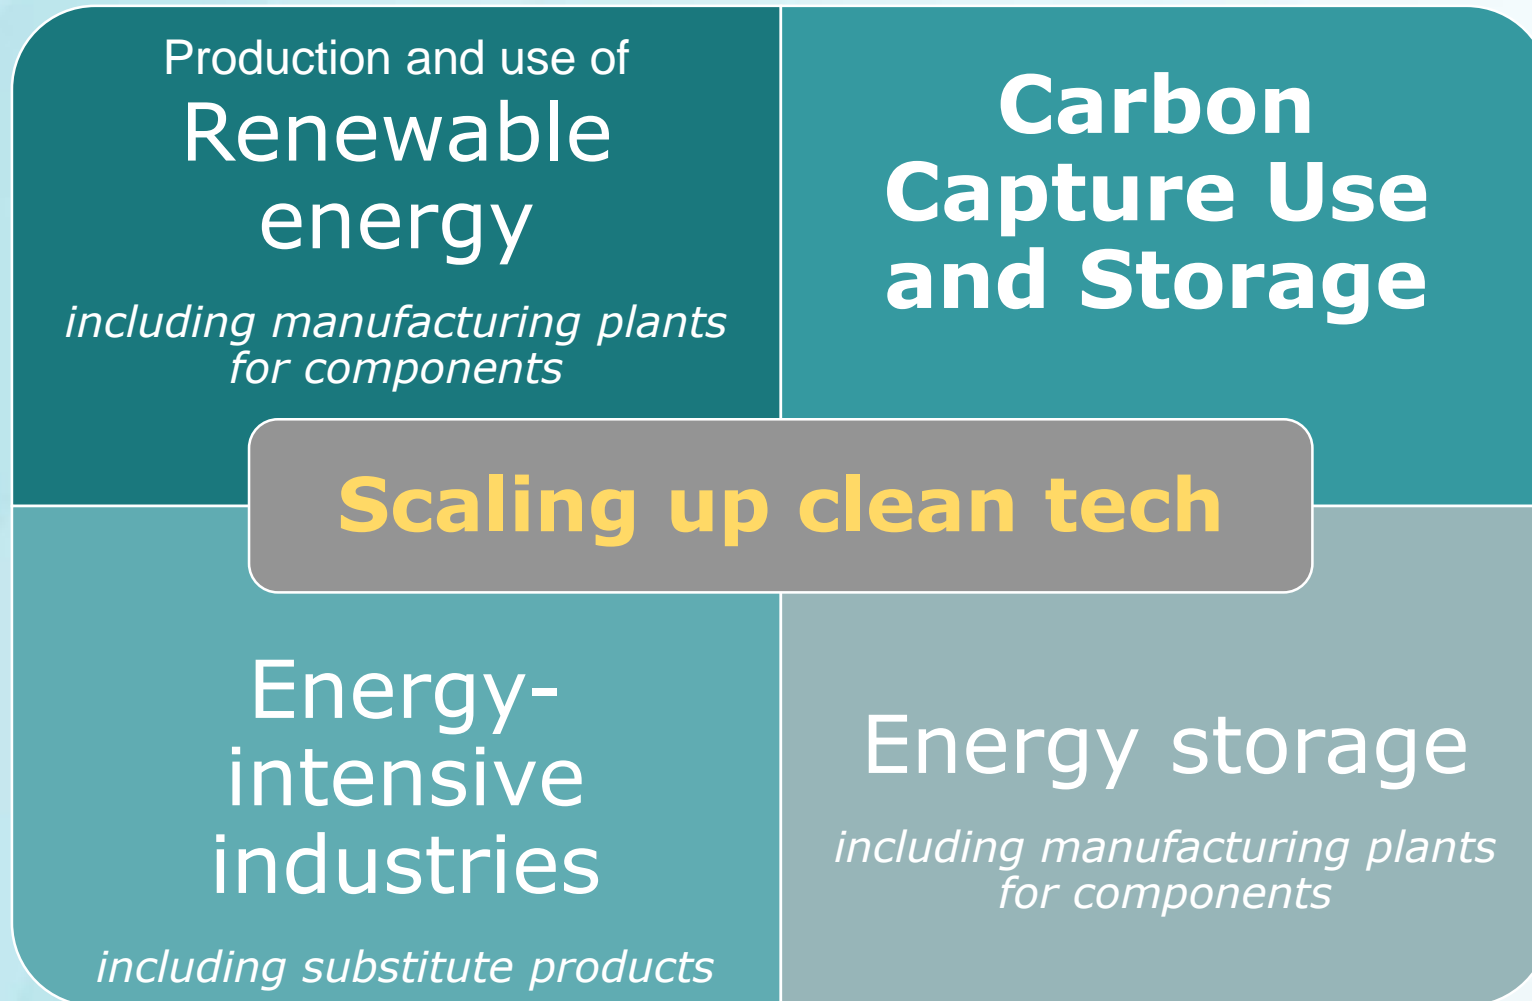 Production and use of
Renewable
energy
including manufacturing plants
for components
Carbon
Capture Use
and Storage
Scaling up clean tech
Energy-
intensive
industries
including substitute products
Energy storage
including manufacturing plants
for components